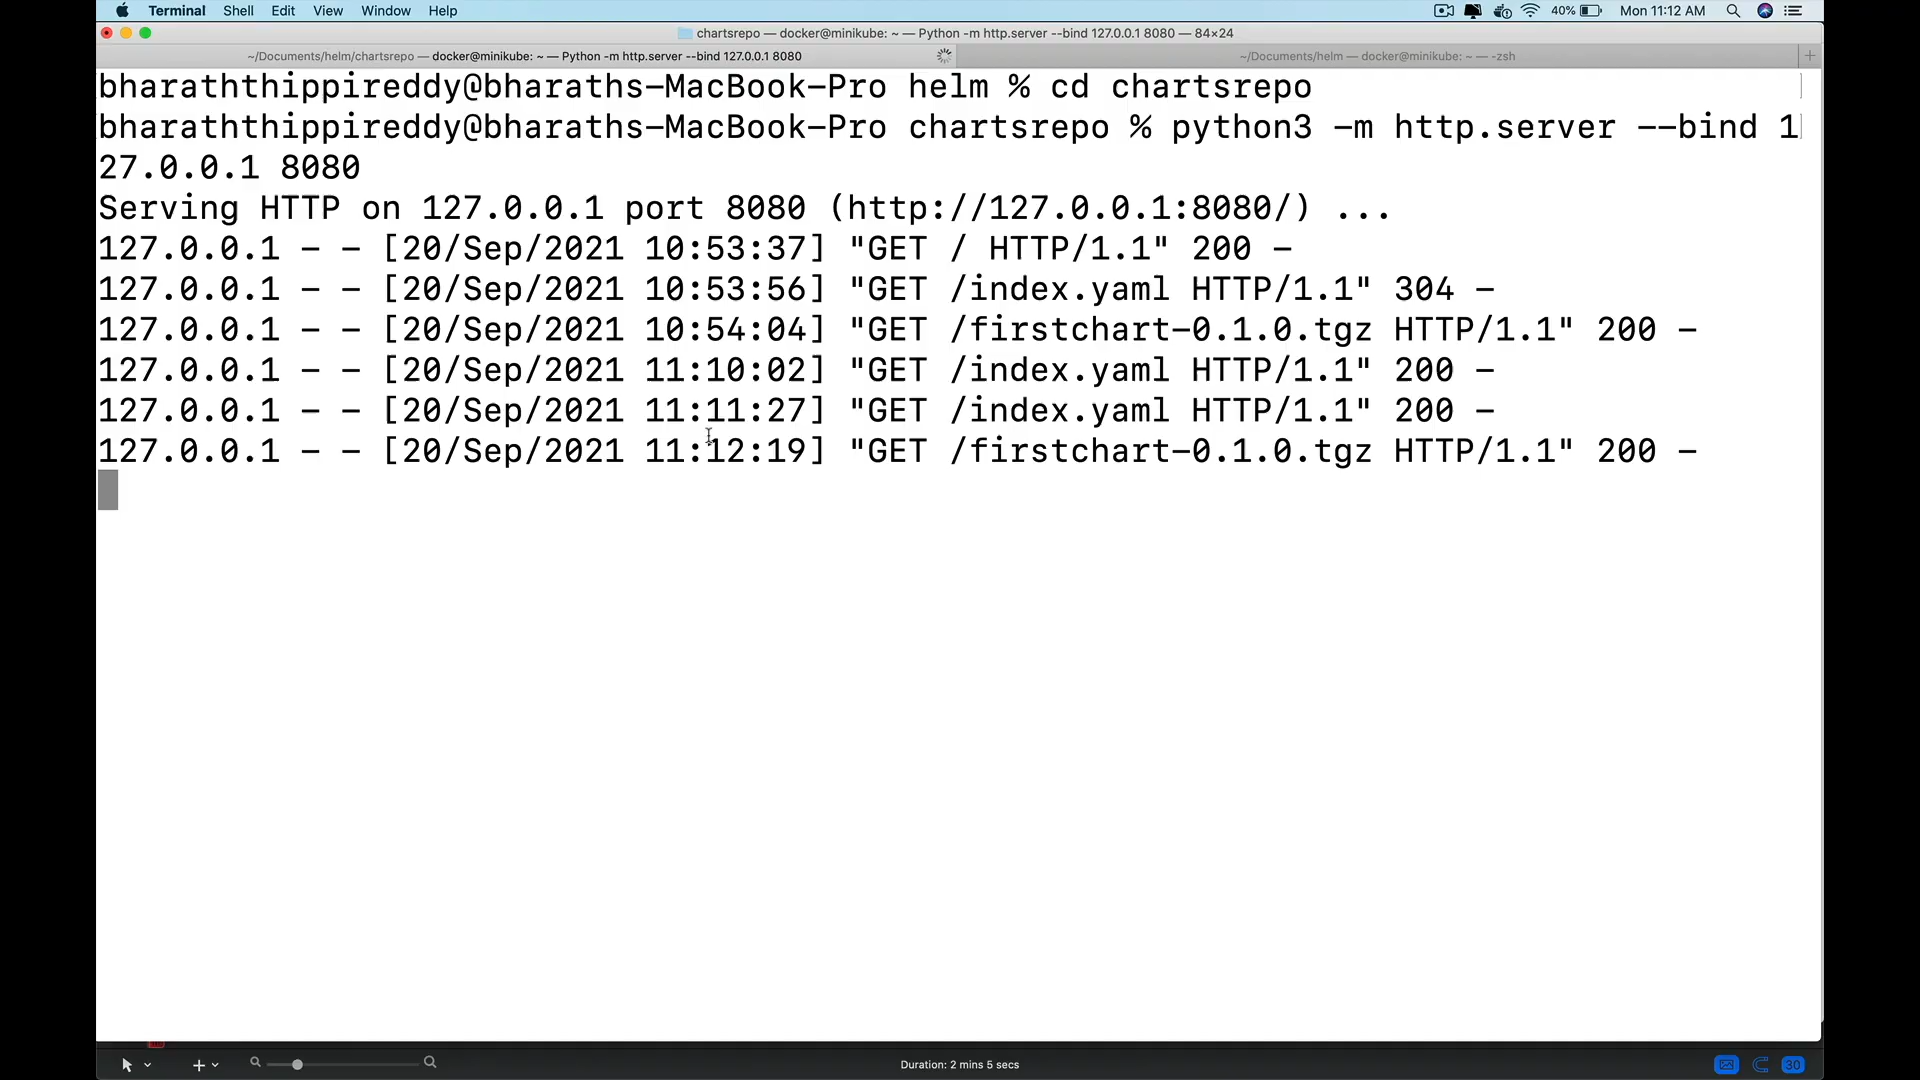 Terminal Shell Edit View Window Help 40% Mon 11:12 AM
chartsrepo — docker@minikube: ~ — Python -m http.server --bind 127.0.0.1 8080 — 84×24
~/Documents/helm/chartsrepo — docker@minikube: ~ — Python -m http.server --bind 127.0.0.1 8080 ~/Documents/helm — docker@minikube: ~ — -zsh
bharaththippireddy@bharaths-MacBook-Pro helm % cd chartsrepo
bharaththippireddy@bharaths-MacBook-Pro chartsrepo % python3 -m http.server --bind 1
27.0.0.1 8080
Serving HTTP on 127.0.0.1 port 8080 (http://127.0.0.1:8080/) ...
127.0.0.1 - - [20/Sep/2021 10:53:37] "GET / HTTP/1.1" 200 -
127.0.0.1 - - [20/Sep/2021 10:53:56] "GET /index.yaml HTTP/1.1" 304 -
127.0.0.1 - - [20/Sep/2021 10:54:04] "GET /firstchart-0.1.0.tgz HTTP/1.1" 200 -
127.0.0.1 - - [20/Sep/2021 11:10:02] "GET /index.yaml HTTP/1.1" 200 -
127.0.0.1 - - [20/Sep/2021 11:11:27] "GET /index.yaml HTTP/1.1" 200 -
127.0.0.1 - - [20/Sep/2021 11:12:19] "GET /firstchart-0.1.0.tgz HTTP/1.1" 200 -
Duration: 2 mins 5 secs 30